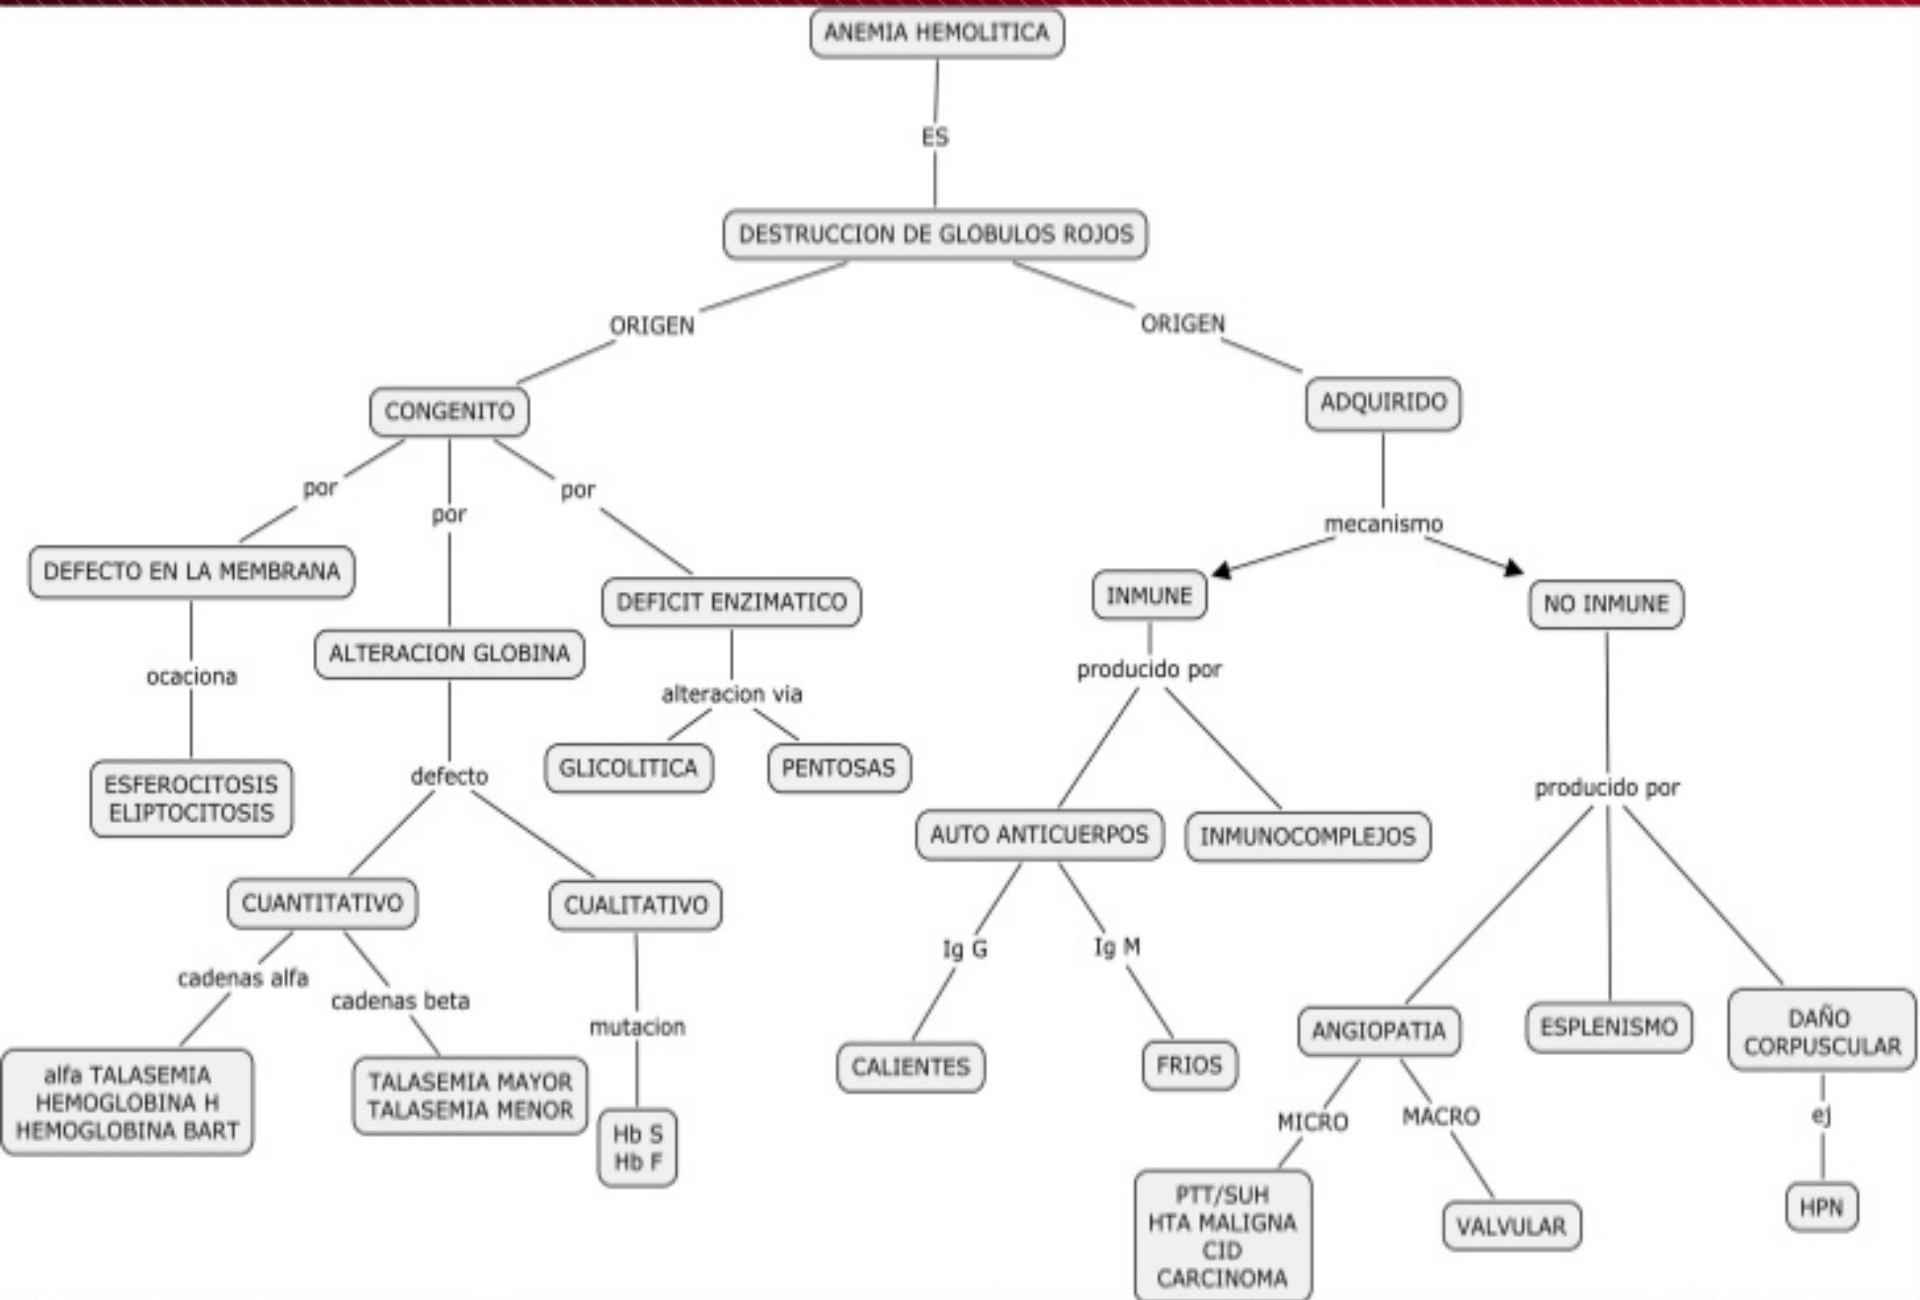 ANEMIA HEMOLITICA
ES
DESTRUCCION DE GLOBULOS ROJOS
ORIGEN
ORIGEN
CONGENITO
ADQUIRIDO
por
por
por
mecanismo
DEFECTO EN LA MEMBRANA
DEFICIT ENZIMATICO
INMUNE
NO INMUNE
ALTERACION GLOBINA
ocaciona
alteracion via
producido por
ESFEROCITOSIS
ELIPTOCITOSIS
defecto
GLICOLITICA
PENTOSAS
producido por
AUTO ANTICUERPOS
INMUNOCOMPLEJOS
CUANTITATIVO
CUALITATIVO
cadenas alfa
cadenas beta
mutacion
Ig G
Ig M
alfa TALASEMIA
HEMOGLOBINA H
HEMOGLOBINA BART
TALASEMIA MAYOR
TALASEMIA MENOR
Hb S
Hb F
CALIENTES
FRIOS
ANGIOPATIA
ESPLENISMO
DAÑO
CORPUSCULAR
MICRO
MACRO
ej
PTT/SUH
HTA MALIGNA
CID
CARCINOMA
VALVULAR
HPN